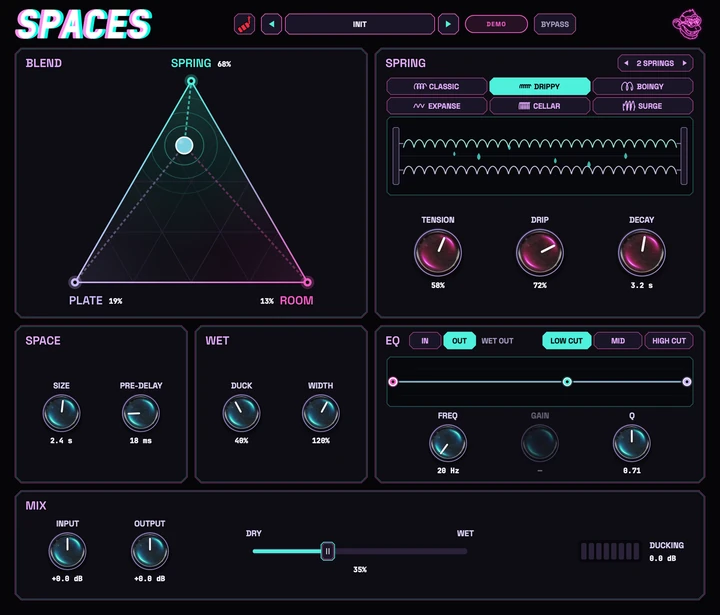 SPACES
INIT
DEMO
BYPASS
BLEND
SPRING 68%
PLATE 19%
13% ROOM
SPRING
2 SPRINGS
CLASSIC
DRIPPY
BOINGY
EXPANSE
CELLAR
SURGE
TENSION
DRIP
DECAY
58%
72%
3.2 s
SPACE
SIZE
PRE-DELAY
2.4 s
18 ms
WET
DUCK
WIDTH
40%
120%
EQ
IN
OUT
WET OUT
LOW CUT
MID
HIGH CUT
FREQ
GAIN
Q
20 Hz
—
0.71
MIX
INPUT
OUTPUT
+0.0 dB
+0.0 dB
DRY
WET
35%
DUCKING
0.0 dB